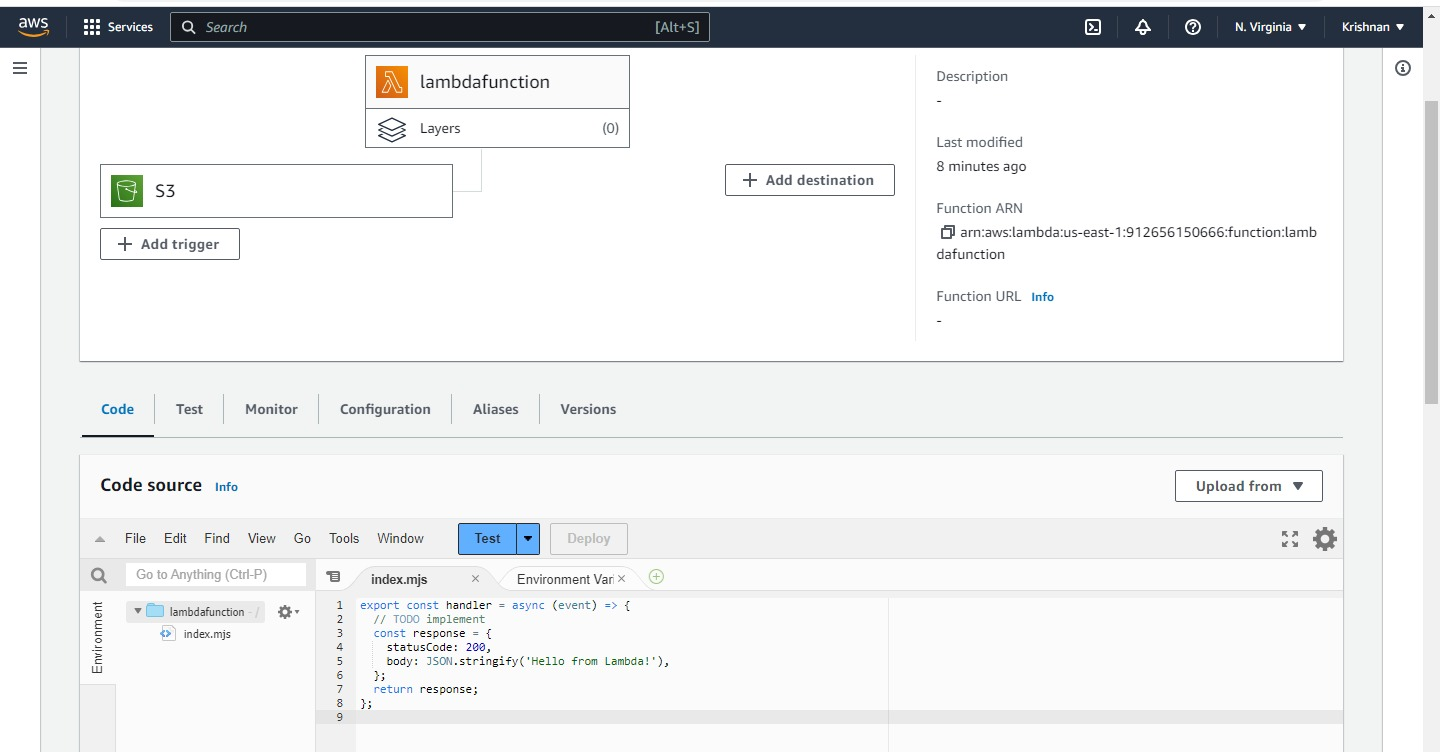 aws Services Search [Alt+S] N. Virginia Krishnan
lambdafunction
Layers (0)
S3
Add trigger
Add destination
Description
-
Last modified
8 minutes ago
Function ARN
arn:aws:lambda:us-east-1:912656150666:function:lamb
dafunction
Function URL Info
-
Code Test Monitor Configuration Aliases Versions
Code source Info
Upload from
File Edit Find View Go Tools Window Test Deploy
Go to Anything (Ctrl-P)
index.mjs × Environment Vari ×
Environment
lambdafunction - /
index.mjs
1 export const handler = async (event) => {
2 // TODO implement
3 const response = {
4 statusCode: 200,
5 body: JSON.stringify('Hello from Lambda!'),
6 };
7 return response;
8 };
9